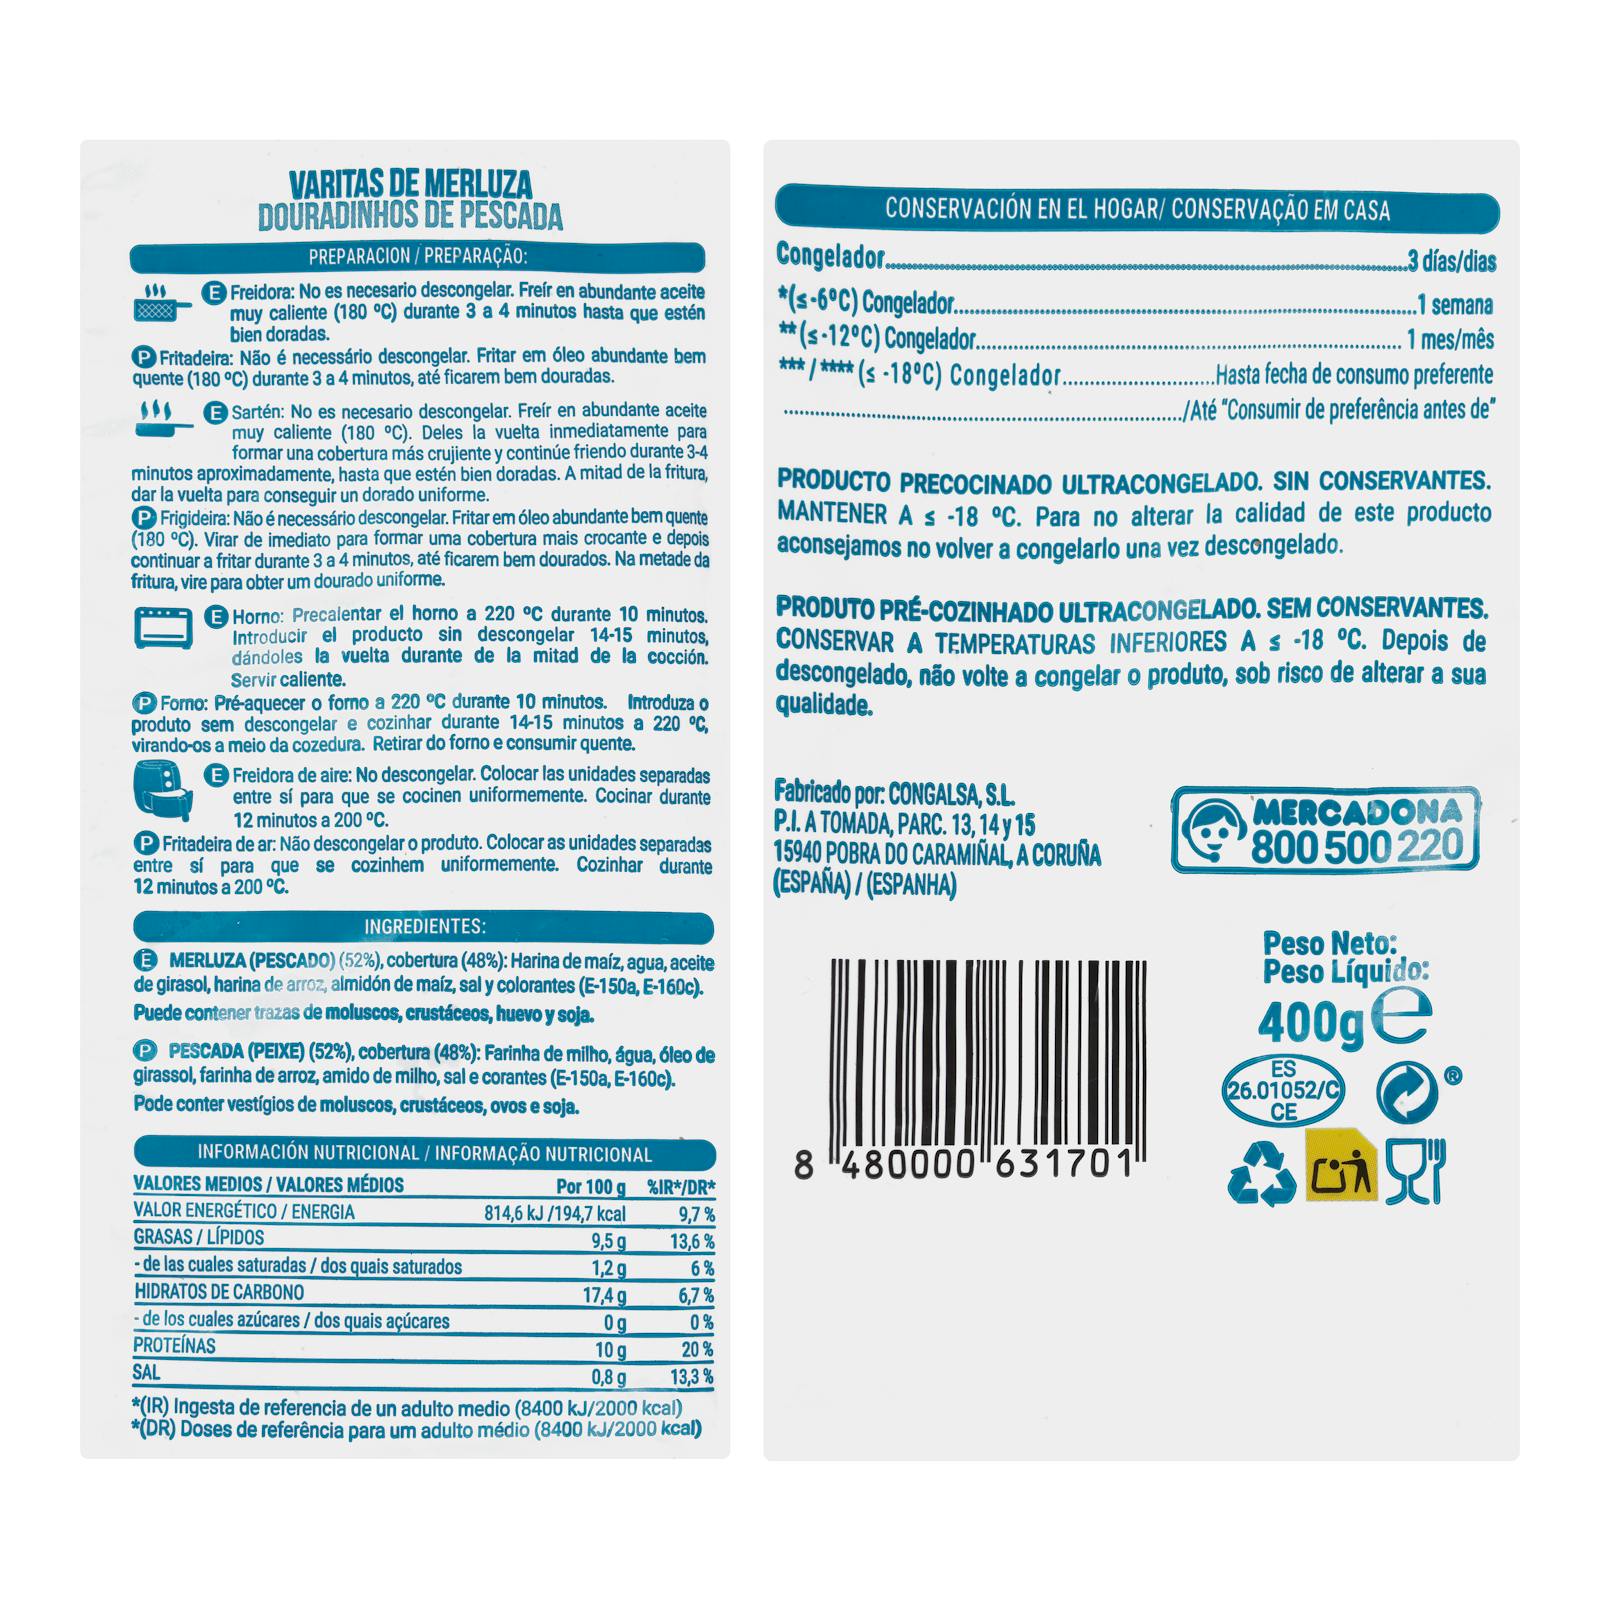 VARITAS DE MERLUZA
DOURADINHOS DE PESCADA
PREPARACION / PREPARAÇÃO:
E Freidora: No es necesario descongelar. Freír en abundante aceite
muy caliente (180 ºC) durante 3 a 4 minutos hasta que estén
bien doradas.
P Fritadeira: Não é necessário descongelar. Fritar em óleo abundante bem
quente (180 ºC) durante 3 a 4 minutos, até ficarem bem douradas.
E Sartén: No es necesario descongelar. Freír en abundante aceite
muy caliente (180 ºC). Deles la vuelta inmediatamente para
formar una cobertura más crujiente y continúe friendo durante 3-4
minutos aproximadamente, hasta que estén bien doradas. A mitad de la fritura,
dar la vuelta para conseguir un dorado uniforme.
P Frigideira: Não é necessário descongelar. Fritar em óleo abundante bem quente
(180 ºC). Virar de imediato para formar uma cobertura mais crocante e depois
continuar a fritar durante 3 a 4 minutos, até ficarem bem dourados. Na metade da
fritura, vire para obter um dourado uniforme.
E Horno: Precalentar el horno a 220 ºC durante 10 minutos.
Introducir el producto sin descongelar 14-15 minutos,
dándoles la vuelta durante de la mitad de la cocción.
Servir caliente.
P Forno: Pré-aquecer o forno a 220 ºC durante 10 minutos. Introduza o
produto sem descongelar e cozinhar durante 14-15 minutos a 220 ºC,
virando-os a meio da cozedura. Retirar do forno e consumir quente.
E Freidora de aire: No descongelar. Colocar las unidades separadas
entre sí para que se cocinen uniformemente. Cocinar durante
12 minutos a 200 ºC.
P Fritadeira de ar: Não descongelar o produto. Colocar as unidades separadas
entre sí para que se cozinhem uniformemente. Cozinhar durante
12 minutos a 200 ºC.
INGREDIENTES:
E MERLUZA (PESCADO) (52%), cobertura (48%): Harina de maíz, agua, aceite
de girasol, harina de arroz, almidón de maíz, sal y colorantes (E-150a, E-160c).
Puede contener trazas de moluscos, crustáceos, huevo y soja.
P PESCADA (PEIXE) (52%), cobertura (48%): Farinha de milho, água, óleo de
girassol, farinha de arroz, amido de milho, sal e corantes (E-150a, E-160c).
Pode conter vestígios de moluscos, crustáceos, ovos e soja.
INFORMACIÓN NUTRICIONAL / INFORMAÇÃO NUTRICIONAL
VALORES MEDIOS / VALORES MÉDIOS Por 100 g %IR*/DR*
VALOR ENERGÉTICO / ENERGIA 814,6 kJ /194,7 kcal 9,7 %
GRASAS / LÍPIDOS 9,5 g 13,6 %
- de las cuales saturadas / dos quais saturados 1,2 g 6 %
HIDRATOS DE CARBONO 17,4 g 6,7 %
- de los cuales azúcares / dos quais açúcares 0 g 0 %
PROTEÍNAS 10 g 20 %
SAL 0,8 g 13,3 %
*(IR) Ingesta de referencia de un adulto medio (8400 kJ/2000 kcal)
*(DR) Doses de referência para um adulto médio (8400 kJ/2000 kcal)
CONSERVACIÓN EN EL HOGAR/ CONSERVAÇÃO EM CASA
Congelador........3 días/dias
*(≤ -6ºC) Congelador........1 semana
**(≤ -12ºC) Congelador........ 1 mes/mês
***/****(≤ -18ºC) Congelador........Hasta fecha de consumo preferente
......../Até "Consumir de preferência antes de"
PRODUCTO PRECOCINADO ULTRACONGELADO. SIN CONSERVANTES.
MANTENER A ≤ -18 ºC. Para no alterar la calidad de este producto
aconsejamos no volver a congelarlo una vez descongelado.
PRODUTO PRÉ-COZINHADO ULTRACONGELADO. SEM CONSERVANTES.
CONSERVAR A TEMPERATURAS INFERIORES A ≤ -18 ºC. Depois de
descongelado, não volte a congelar o produto, sob risco de alterar a sua
qualidade.
Fabricado por: CONGALSA, S.L.
P.I. A TOMADA, PARC. 13, 14 y 15
15940 POBRA DO CARAMIÑAL, A CORUÑA
(ESPAÑA) / (ESPANHA)
MERCADONA
800 500 220
Peso Neto:
Peso Líquido:
400g e
ES
26.01052/C
CE
®
8 480000 631701